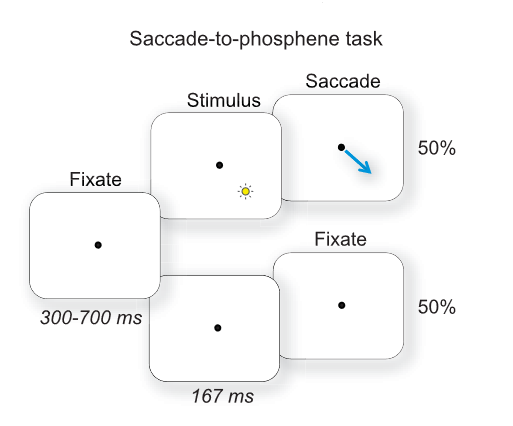 Saccade-to-phosphene task
Saccade
Stimulus
50%
Fixate
Fixate
300-700 ms
50%
167 ms